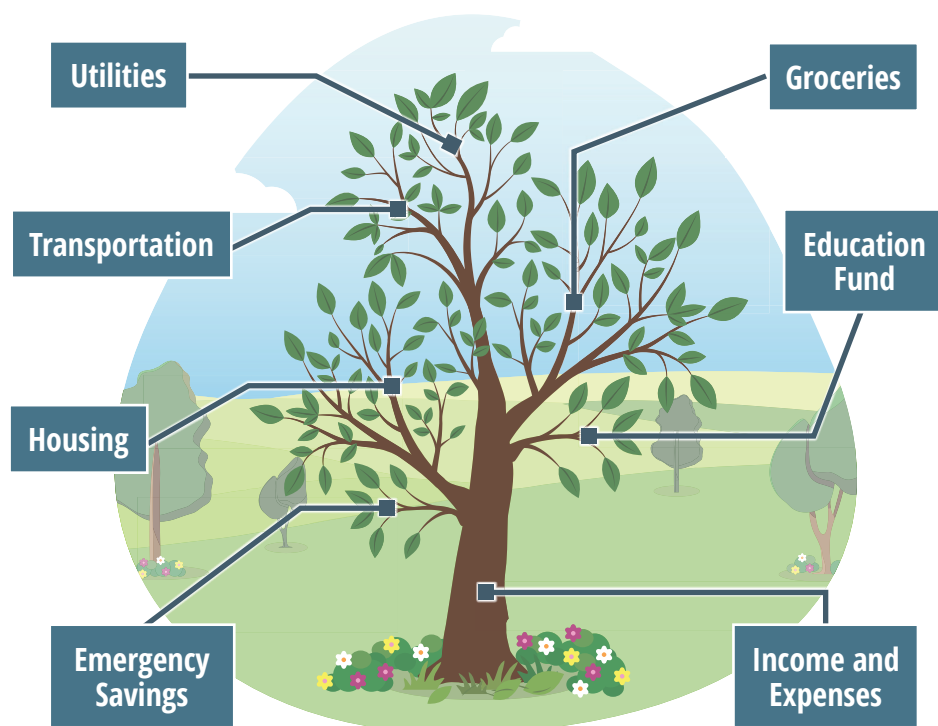 Utilities
Groceries
Transportation
Education
Fund
Housing
Emergency
Savings
Income and
Expenses